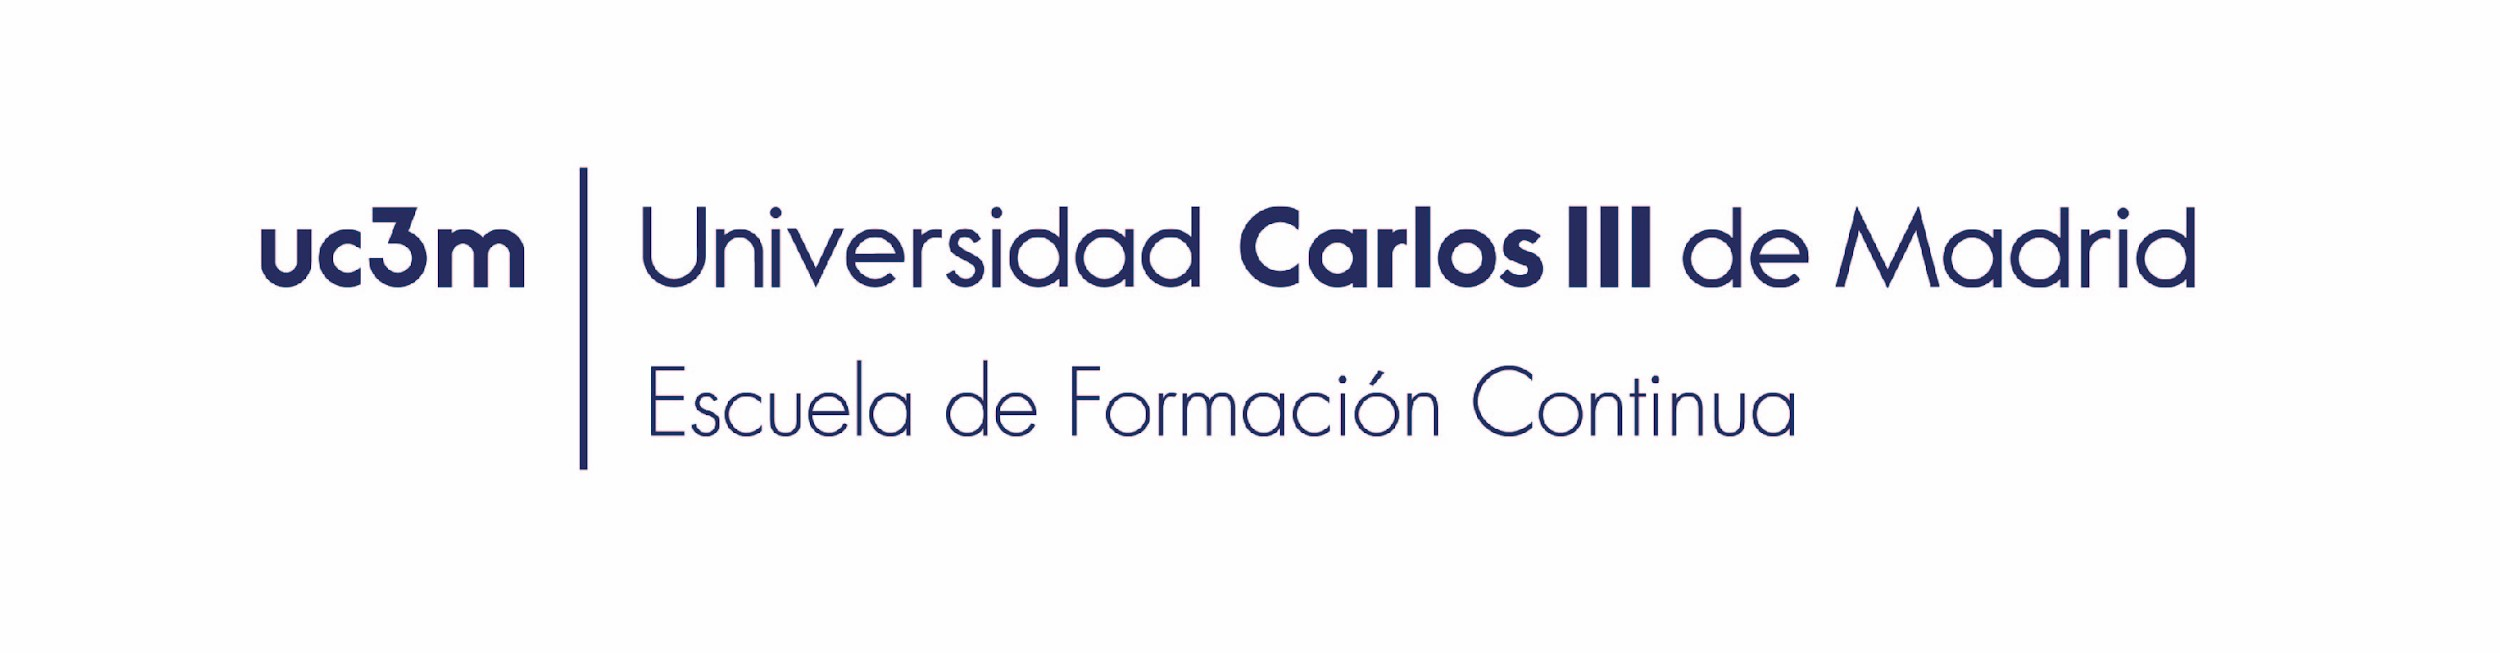 uc3m
Universidad Carlos III de Madrid
Escuela de Formación Continua